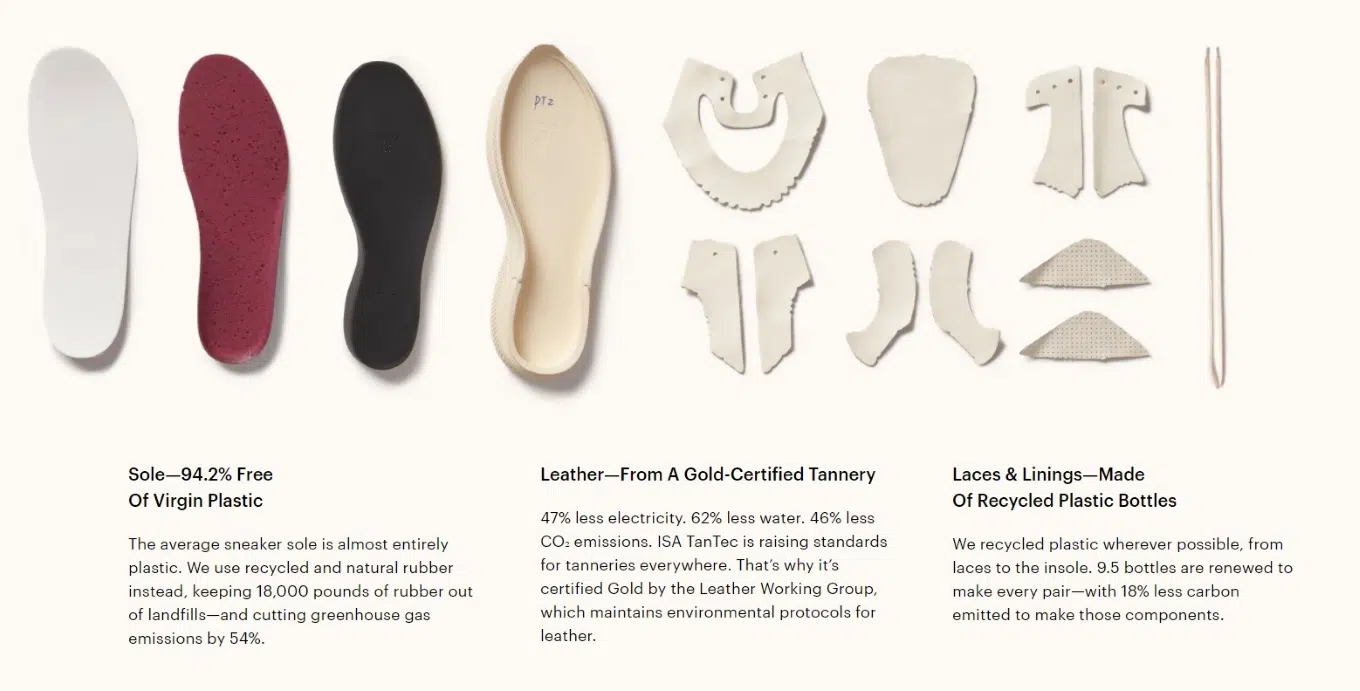 PTZ
Sole—94.2% Free
Of Virgin Plastic
The average sneaker sole is almost entirely
plastic. We use recycled and natural rubber
instead, keeping 18,000 pounds of rubber out
of landfills—and cutting greenhouse gas
emissions by 54%.
Leather—From A Gold-Certified Tannery
47% less electricity. 62% less water. 46% less
CO₂ emissions. ISA TanTec is raising standards
for tanneries everywhere. That’s why it’s
certified Gold by the Leather Working Group,
which maintains environmental protocols for
leather.
Laces & Linings—Made
Of Recycled Plastic Bottles
We recycled plastic wherever possible, from
laces to the insole. 9.5 bottles are renewed to
make every pair—with 18% less carbon
emitted to make those components.